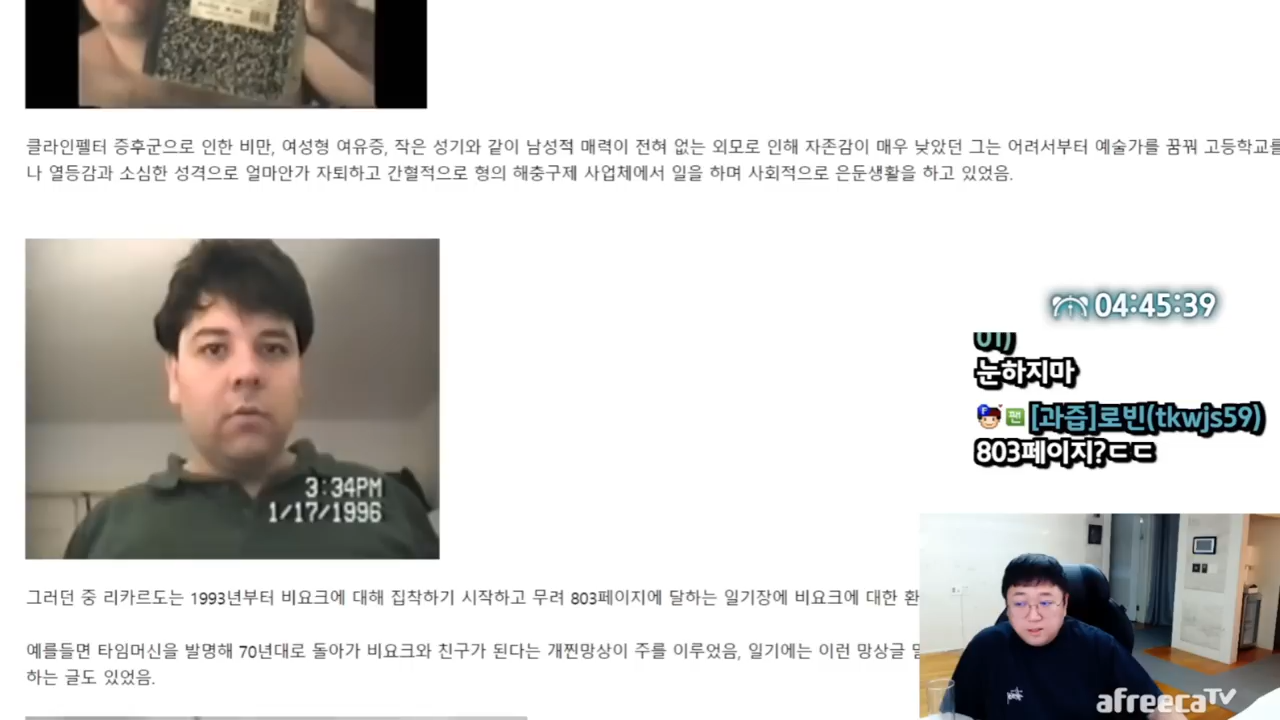 클라인펠터 증후군으로 인한 비만, 여성형 여유증, 작은 성기와 같이 남성적 매력이 전혀 없는 외모로 인해 자존감이 매우 낮았던 그는 어려서부터 예술가를 꿈꿔 고등학교를
나 열등감과 소심한 성격으로 얼마안가 자퇴하고 간헐적으로 형의 해충구제 사업체에서 일을 하며 사회적으로 은둔생활을 하고 있었음.
04:45:39
01)
눈하지마
팬 [과즙]로빈(tkwjs59)
803페이지?ㄷㄷ
3:34PM
1/17/1996
그러던 중 리카르도는 1993년부터 비요크에 대해 집착하기 시작하고 무려 803페이지에 달하는 일기장에 비요크에 대한 환
예를들면 타임머신을 발명해 70년대로 돌아가 비요크와 친구가 된다는 개찐망상이 주를 이루었음, 일기에는 이런 망상글 말
하는 글도 있었음.
afreecaTV